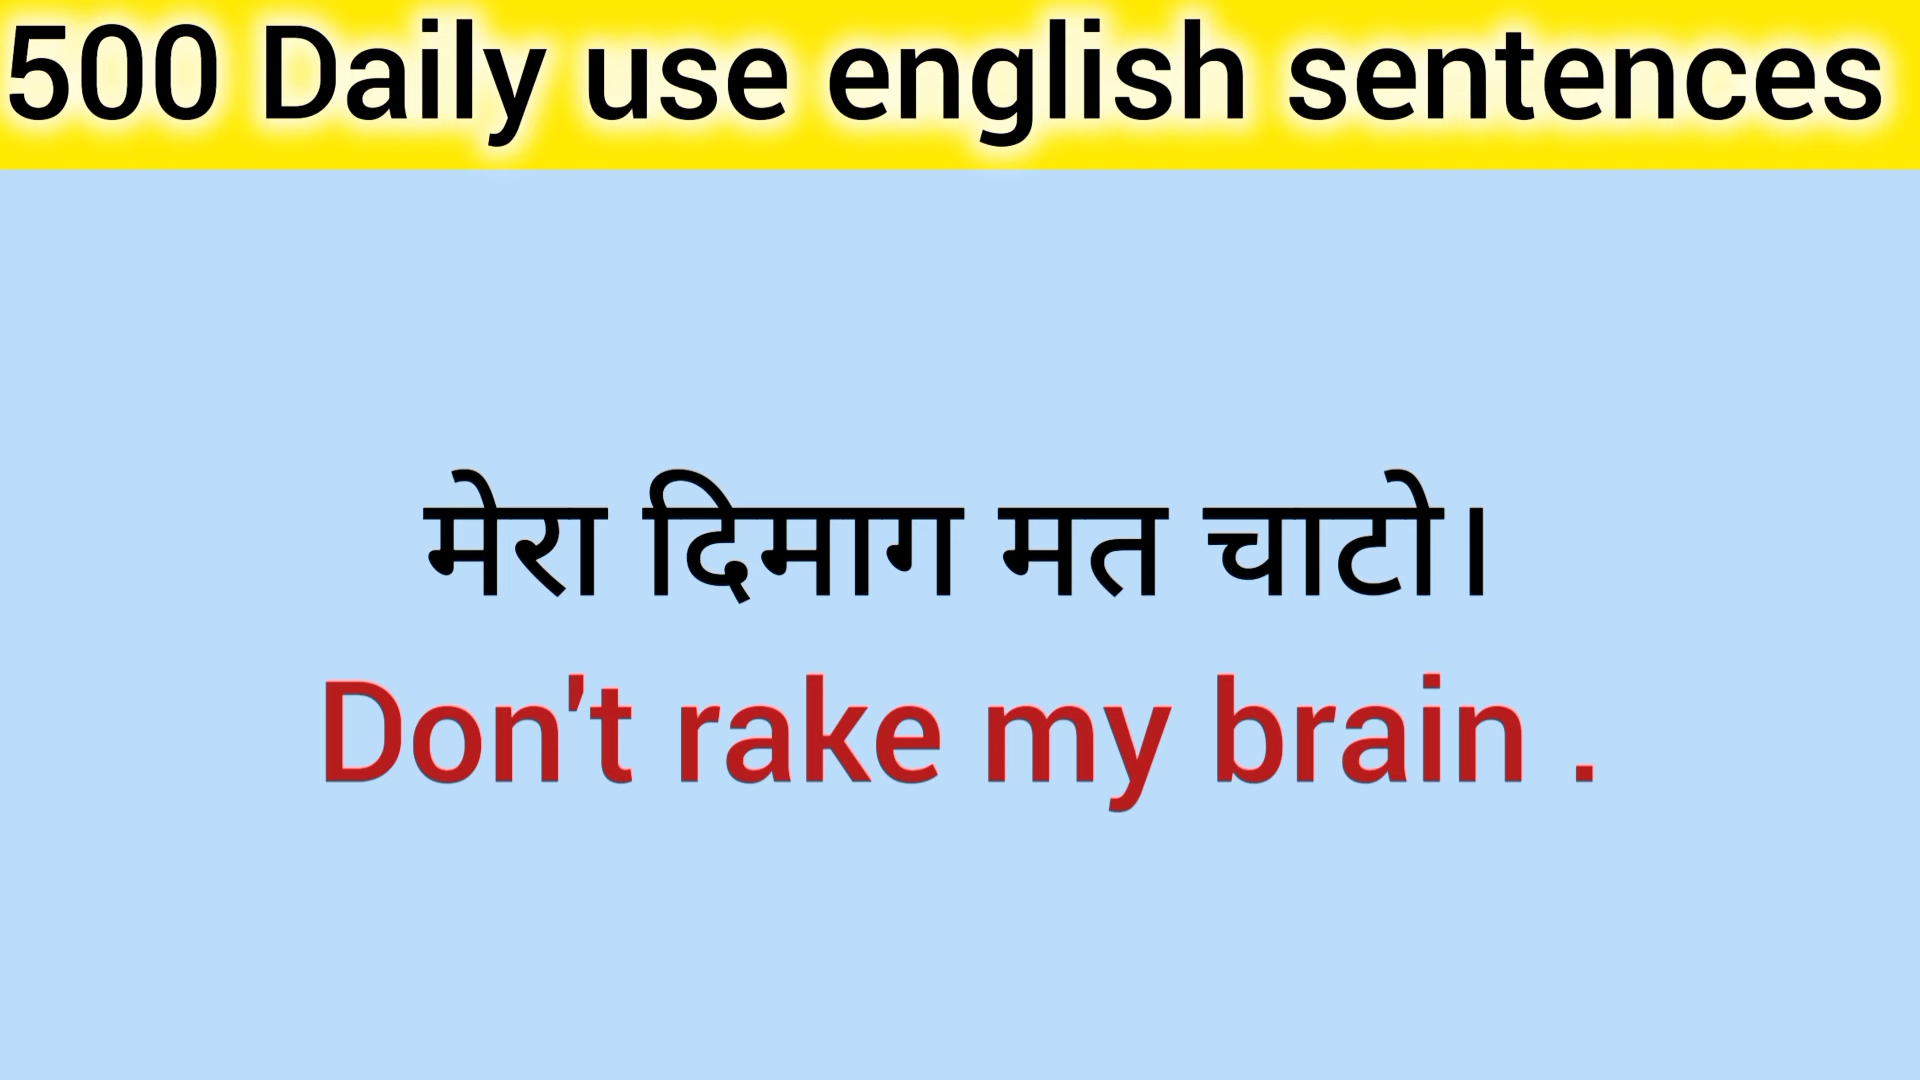 500 Daily use english sentences
मेरा दिमाग मत चाटो।
Don't rake my brain .